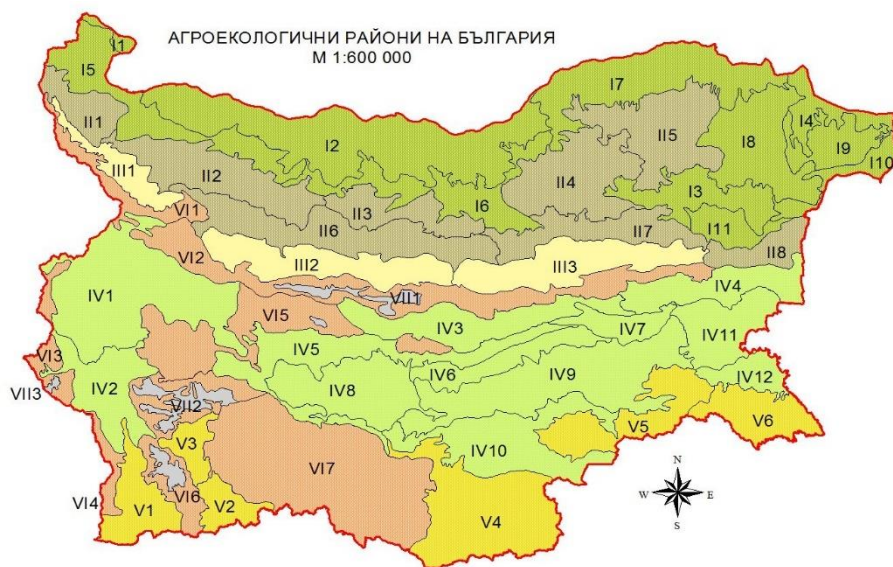 АГРОЕКОЛОГИЧНИ РАЙОНИ НА БЪЛГАРИЯ
М 1:600 000
I1
I5
I7
II1
I2
II5
I8
I4
I9
I10
III1
II2
II4
I3
II3
I6
VI1
II6
II7
I11
VI2
III2
III3
II8
IV1
VII1
IV4
VI5
IV3
IV7
IV11
VI3
IV5
IV6
IV9
IV12
VII3
IV2
VII2
IV8
V5
V6
V3
IV10
VI7
VI4
V1
VI6
V2
V4
N
W E
S